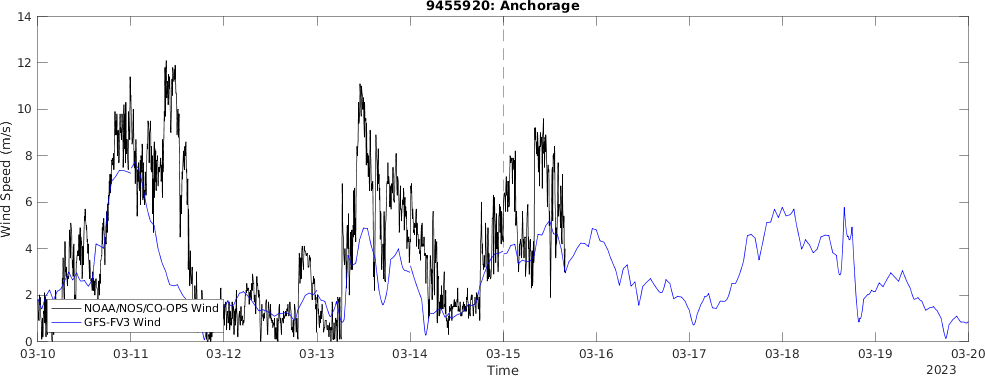 9455920: Anchorage
14
12
10
8
6
4
2
0
Wind Speed (m/s)
NOAA/NOS/CO-OPS Wind
GFS-FV3 Wind
03-10 03-11 03-12 03-13 03-14 03-15 03-16 03-17 03-18 03-19 03-20
Time
2023